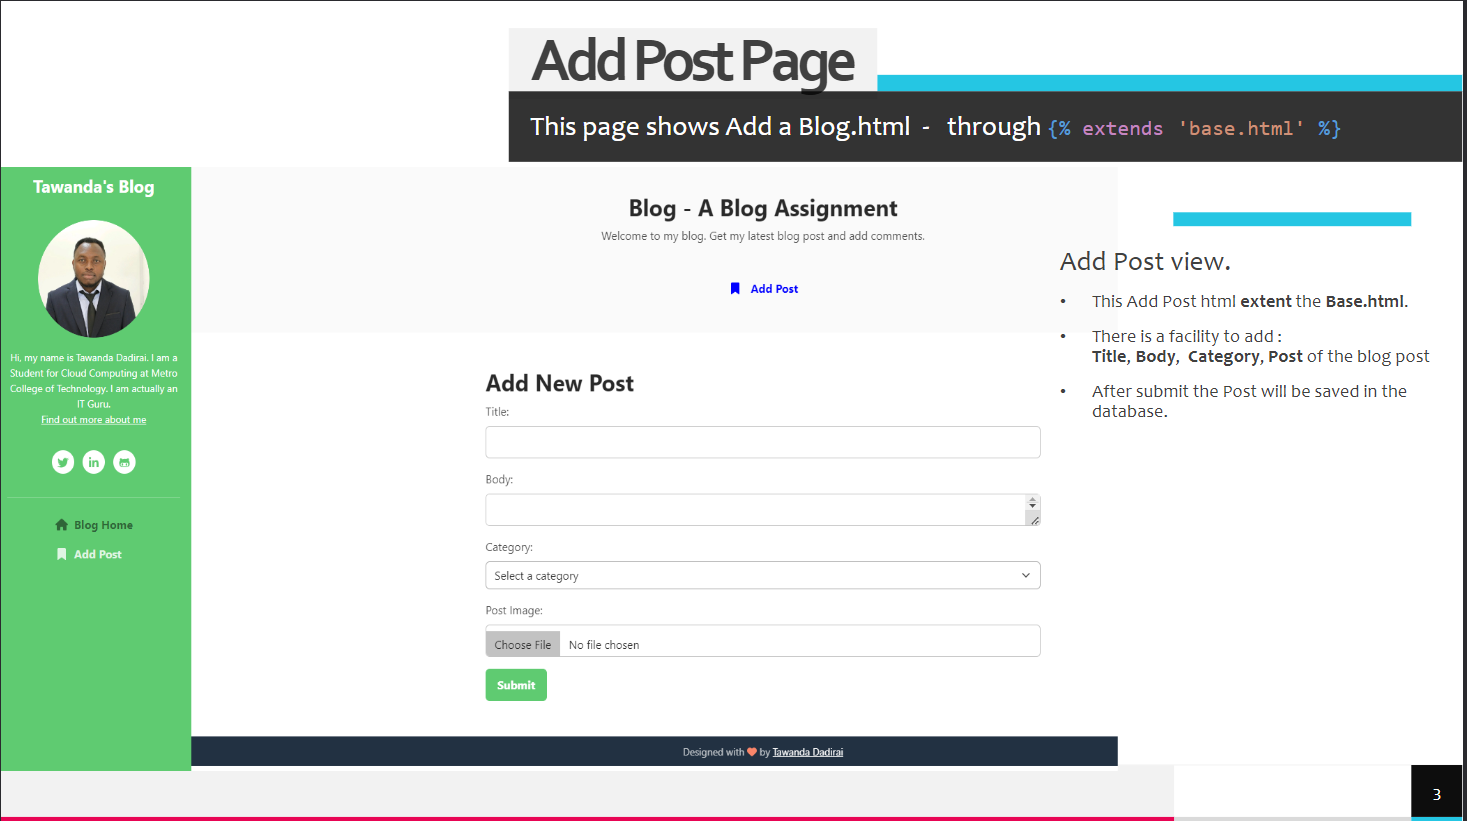 Add Post Page
This page shows Add a Blog.html - through {% extends 'base.html' %}
Tawanda's Blog
Hi, my name is Tawanda Dadirai. I am a
Student for Cloud Computing at Metro
College of Technology. I am actually an
IT Guru.
Find out more about me
Blog Home
Add Post
Blog - A Blog Assignment
Welcome to my blog. Get my latest blog post and add comments.
Add Post
Add New Post
Title:
Body:
Category:
Select a category
Post Image:
Choose File No file chosen
Submit
Designed with ❤ by Tawanda Dadirai
Add Post view.
• This Add Post html extent the Base.html.
• There is a facility to add :
Title, Body, Category, Post of the blog post
• After submit the Post will be saved in the
database.
3